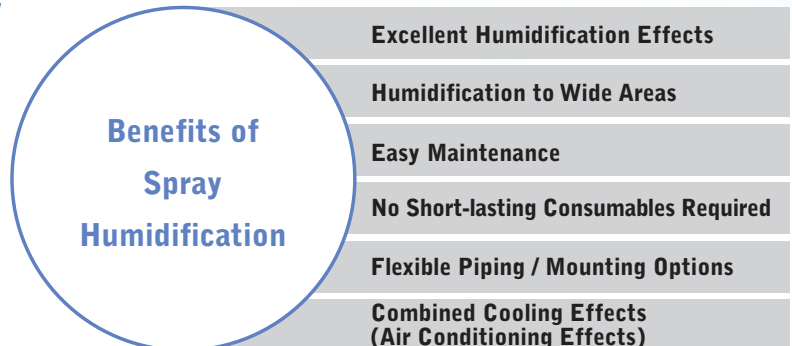 Benefits of
Spray
Humidification
Excellent Humidification Effects
Humidification to Wide Areas
Easy Maintenance
No Short-lasting Consumables Required
Flexible Piping / Mounting Options
Combined Cooling Effects
(Air Conditioning Effects)